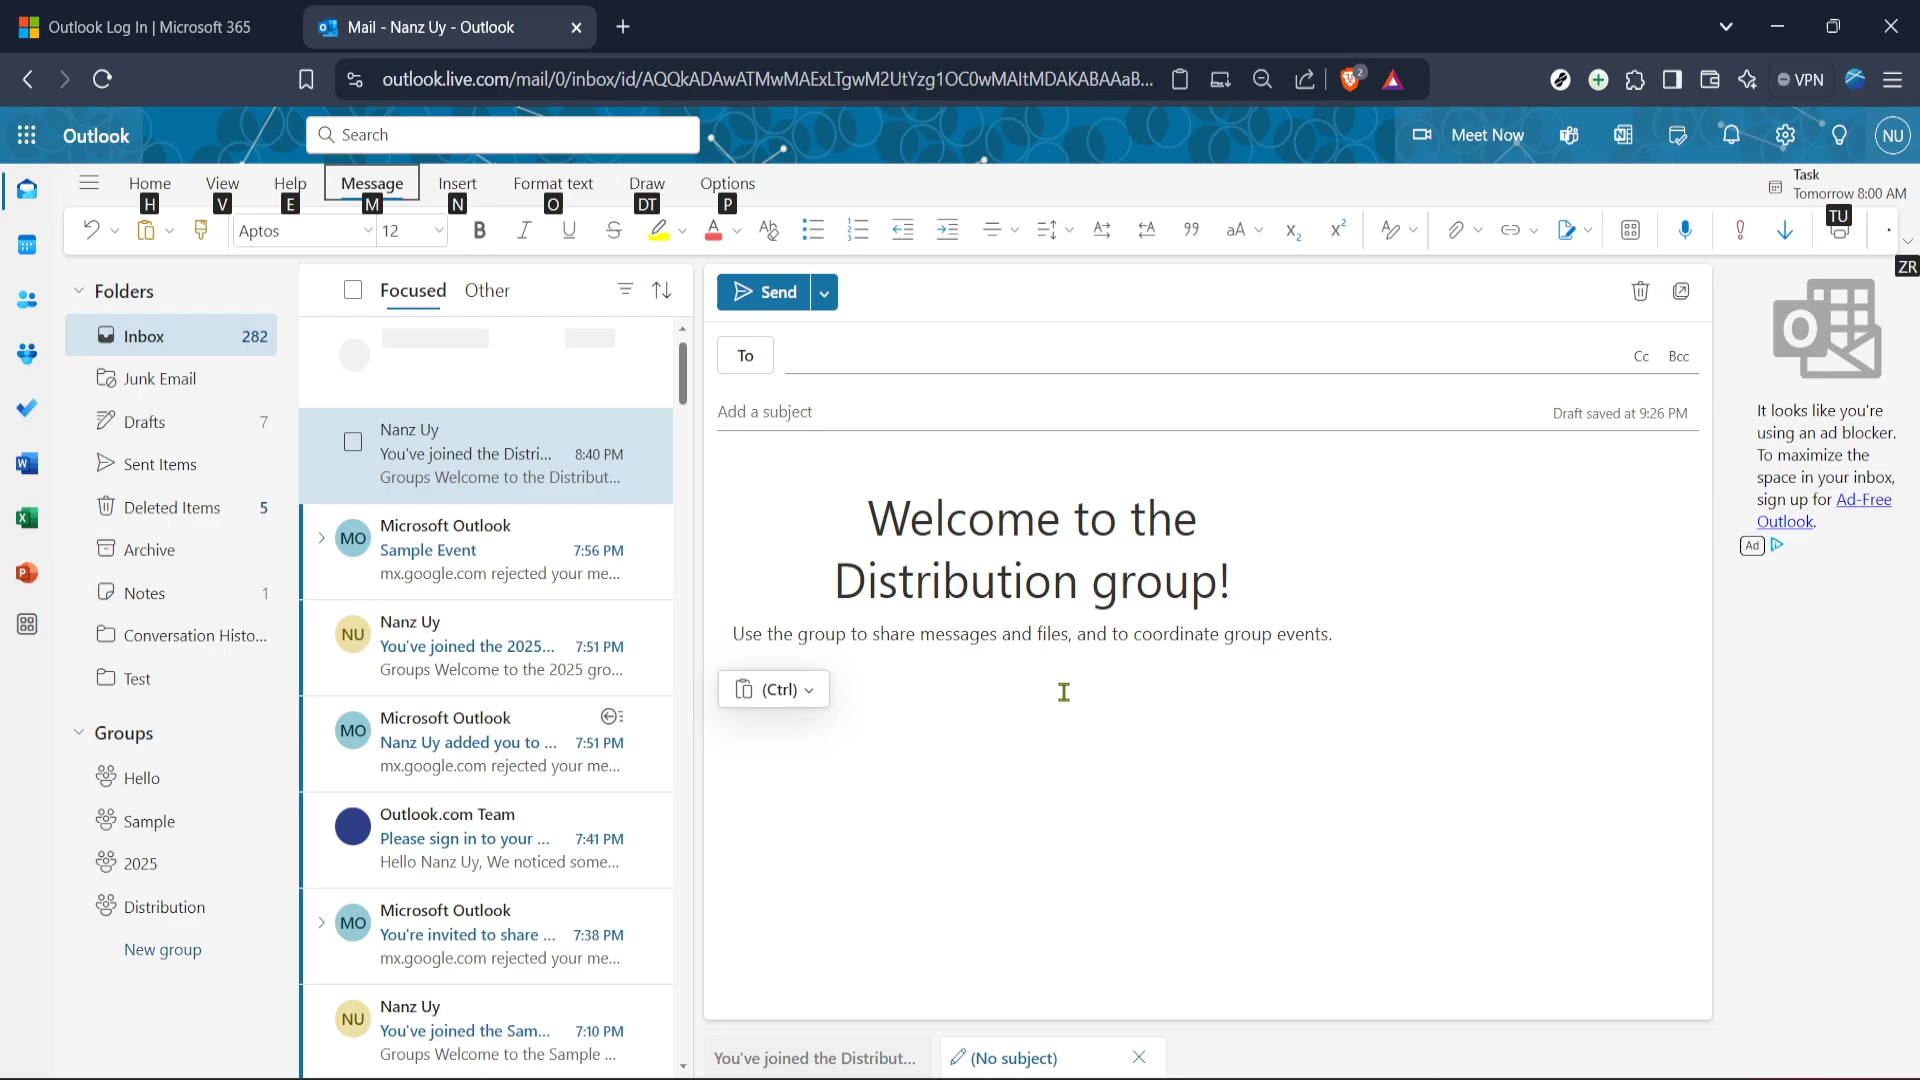 Outlook Log In | Microsoft 365
Mail - Nanz Uy - Outlook
outlook.live.com/mail/0/inbox/id/AQQkADAwATMwMAExLTgwM2UtYzg1OC0wMAItMDAKABAAaB...
2
VPN
Outlook
Search
Meet Now
NU
Home
View
Help
Message
Insert
Format text
Draw
Options
H
V
E
M
N
O
DT
P
Task
Tomorrow 8:00 AM
TU
ZR
Aptos
12
Folders
Inbox 282
Junk Email
Drafts 7
Sent Items
Deleted Items 5
Archive
Notes 1
Conversation Histo...
Test
Groups
Hello
Sample
2025
Distribution
New group
Focused
Other
Nanz Uy
You've joined the Distri... 8:40 PM
Groups Welcome to the Distribut...
MO
Microsoft Outlook
Sample Event 7:56 PM
mx.google.com rejected your me...
NU
Nanz Uy
You've joined the 2025... 7:51 PM
Groups Welcome to the 2025 gro...
MO
Microsoft Outlook
Nanz Uy added you to ... 7:51 PM
mx.google.com rejected your me...
Outlook.com Team
Please sign in to your ... 7:41 PM
Hello Nanz Uy, We noticed some...
MO
Microsoft Outlook
You're invited to share ... 7:38 PM
mx.google.com rejected your me...
NU
Nanz Uy
You've joined the Sam... 7:10 PM
Groups Welcome to the Sample ...
Send
To
Cc
Bcc
Add a subject
Draft saved at 9:26 PM
Welcome to the
Distribution group!
Use the group to share messages and files, and to coordinate group events.
(Ctrl)
You've joined the Distribut...
(No subject)
It looks like you're
using an ad blocker.
To maximize the
space in your inbox,
sign up for Ad-Free
Outlook.
Ad